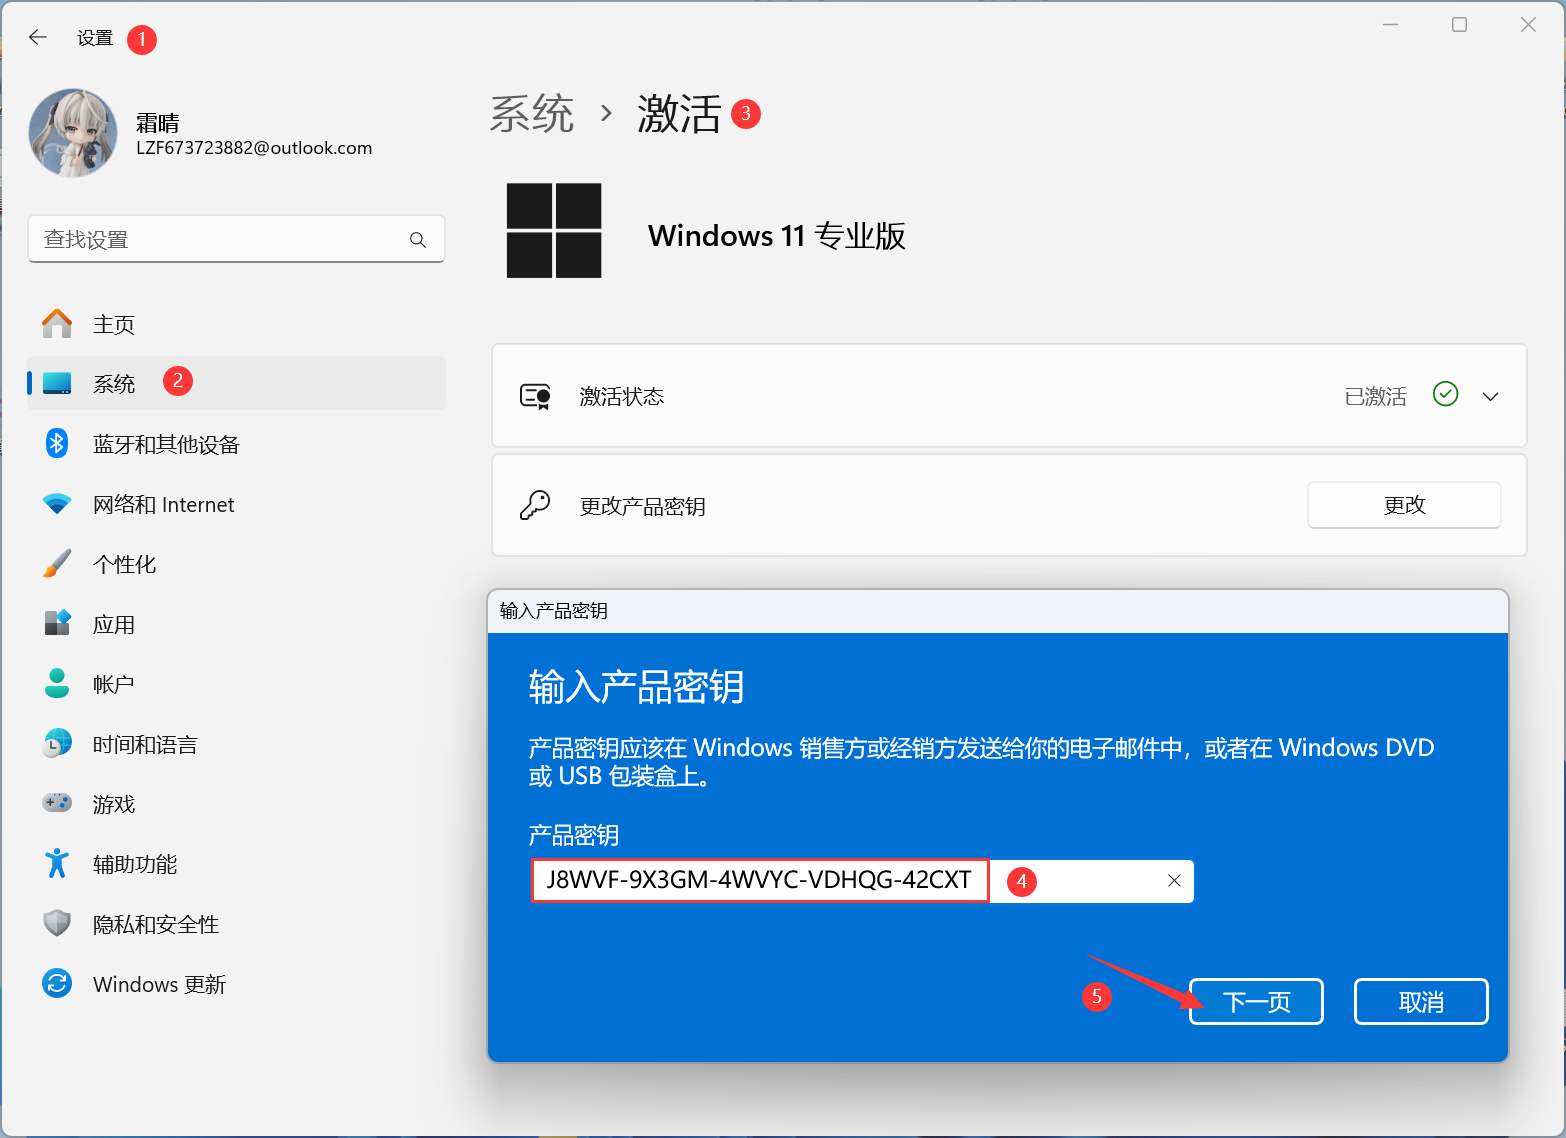 设置 1
霜晴
LZF673723882@outlook.com
查找设置
主页
系统 2
蓝牙和其他设备
网络和 Internet
个性化
应用
帐户
时间和语言
游戏
辅助功能
隐私和安全性
Windows 更新
系统 › 激活 3
Windows 11 专业版
激活状态 已激活
更改产品密钥 更改
输入产品密钥
输入产品密钥
产品密钥应该在 Windows 销售方或经销方发送给你的电子邮件中，或者在 Windows DVD
或 USB 包装盒上。
产品密钥
J8WVF-9X3GM-4WVYC-VDHQG-42CXT 4
5 下一页 取消